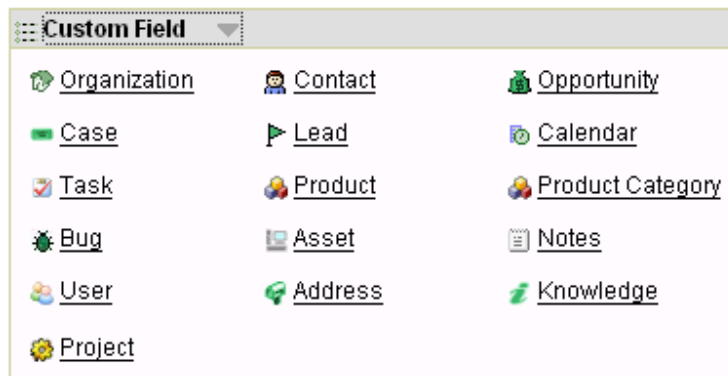 Custom Field
Organization Contact Opportunity
Case Lead Calendar
Task Product Product Category
Bug Asset Notes
User Address Knowledge
Project